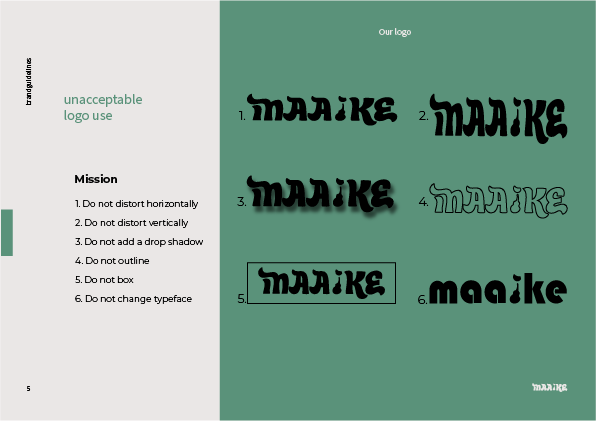 Our logo
brandguidelines
unacceptable
logo use
Mission
1. Do not distort horizontally
2. Do not distort vertically
3. Do not add a drop shadow
4. Do not outline
5. Do not box
6. Do not change typeface
1. MAAiKE
2. MAAiKE
3. MAAiKE
4. MAAiKE
5. MAAiKE
6. maaike
5
MAAiKE